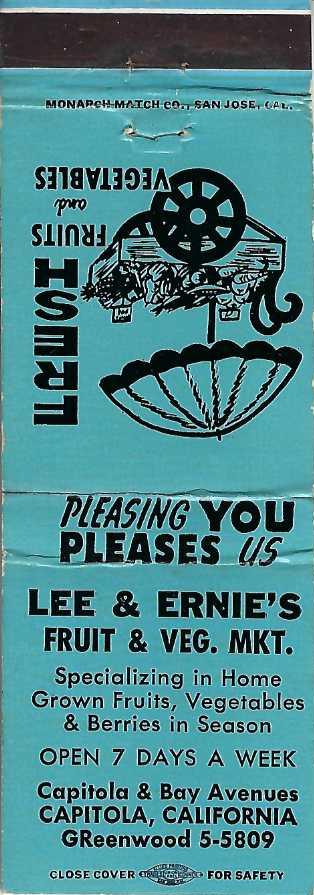 MONARCH MATCH CO., SAN JOSE, CAL.
FRESH
FRUITS
and
VEGETABLES
PLEASING YOU
PLEASES US
LEE & ERNIE'S
FRUIT & VEG. MKT.
Specializing in Home
Grown Fruits, Vegetables
& Berries in Season
OPEN 7 DAYS A WEEK
Capitola & Bay Avenues
CAPITOLA, CALIFORNIA
GReenwood 5-5809
CLOSE COVER FOR SAFETY